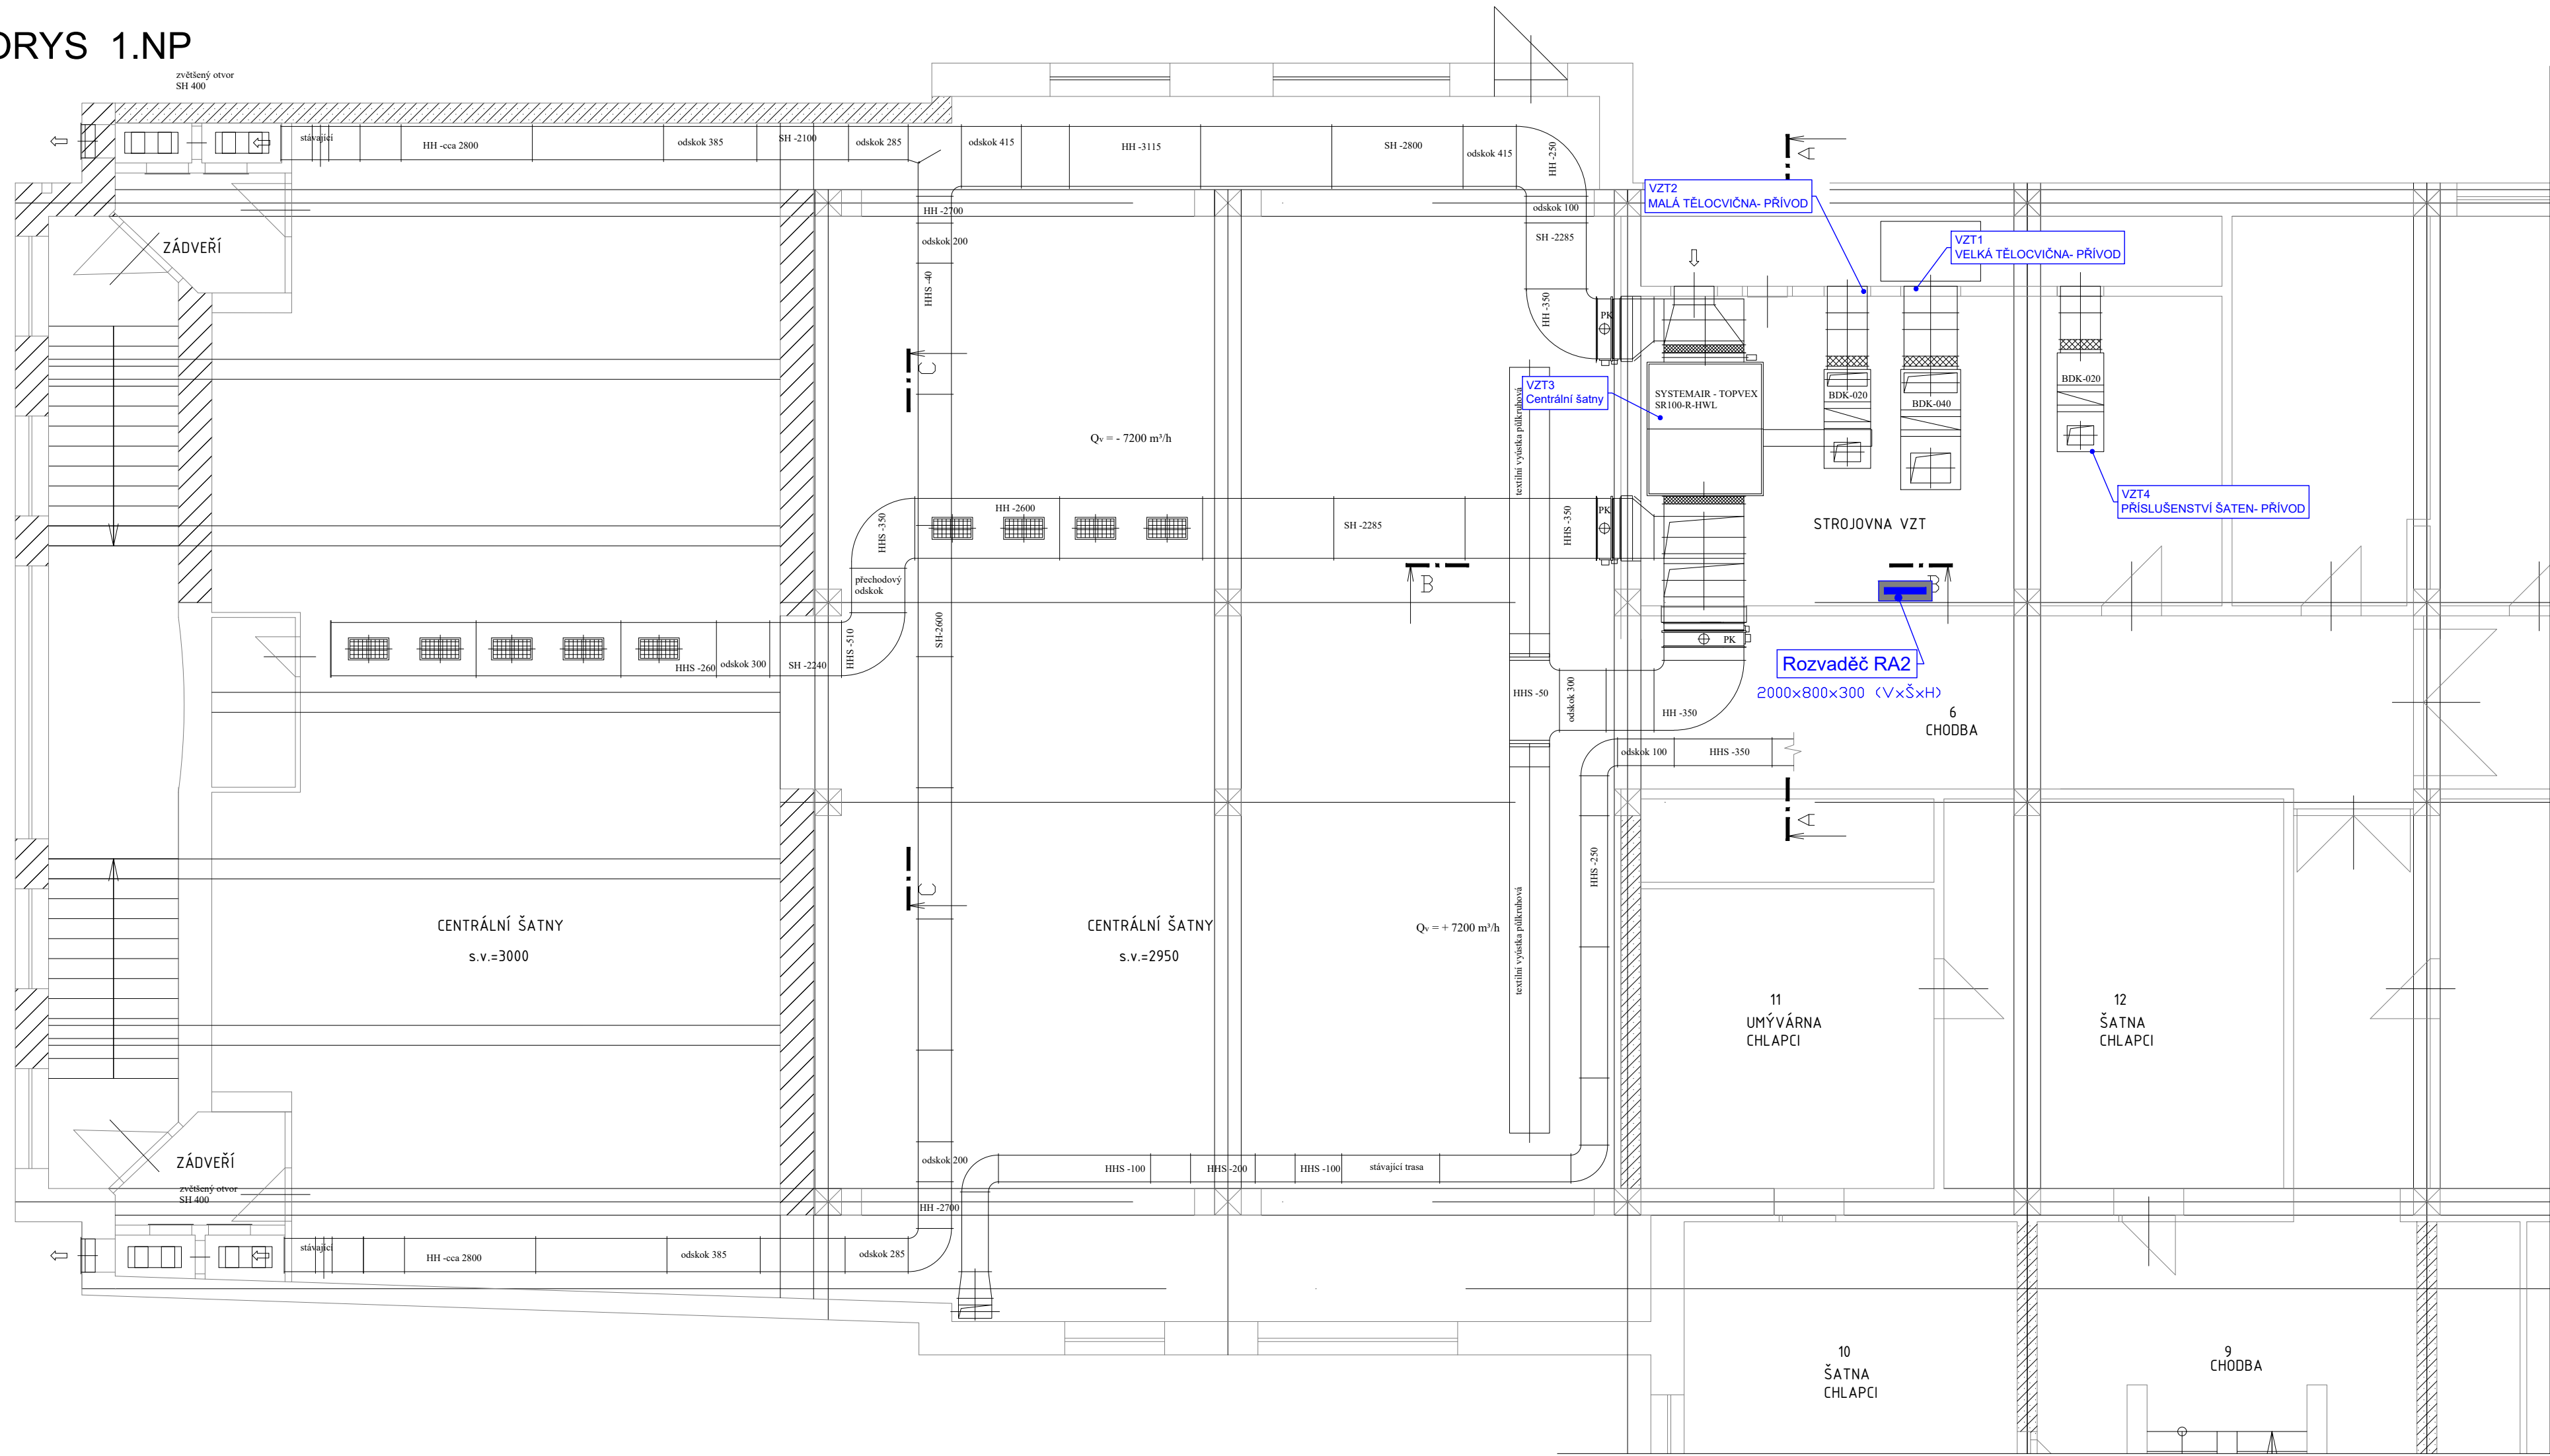 ORYS 1.NP
zvětšený otvor
SH 400
stávající
HH -cca 2800
odskok 385
SH -2100
odskok 285
odskok 415
HH -3115
SH -2800
odskok 415
HH -250
A
VZT2
MALÁ TĚLOCVIČNA- PŘÍVOD
HH -2700
odskok 100
odskok 200
SH -2285
ZÁDVEŘÍ
VZT1
VELKÁ TĚLOCVIČNA- PŘÍVOD
HHS -40
HH -350
PK
C
VZT3
Centrální šatny
textilní vyústka půlkruhová
SYSTEMAIR - TOPVEX
SR100-R-HWL
BDK-020
BDK-040
BDK-020
Qv = - 7200 m³/h
VZT4
PŘÍSLUŠENSTVÍ ŠATEN- PŘÍVOD
HH -2600
HHS -350
SH -2285
HHS -350
PK
STROJOVNA VZT
přechodový
odskok
B
B
SH-2600
HHS -510
PK
HHS -260
odskok 300
SH -2240
Rozvaděč RA2
2000x800x300 (VxŠxH)
HHS -50
odskok 300
HH -350
6
CHODBA
odskok 100
HHS -350
A
HHS -250
C
CENTRÁLNÍ ŠATNY
s.v.=3000
CENTRÁLNÍ ŠATNY
s.v.=2950
Qv = + 7200 m³/h
textilní vyústka půlkruhová
11
UMÝVÁRNA
CHLAPCI
12
ŠATNA
CHLAPCI
ZÁDVEŘÍ
odskok 200
HHS -100
HHS -200
HHS -100
stávající trasa
zvětšený otvor
SH 400
HH -2700
stávající
HH -cca 2800
odskok 385
odskok 285
10
ŠATNA
CHLAPCI
9
CHODBA